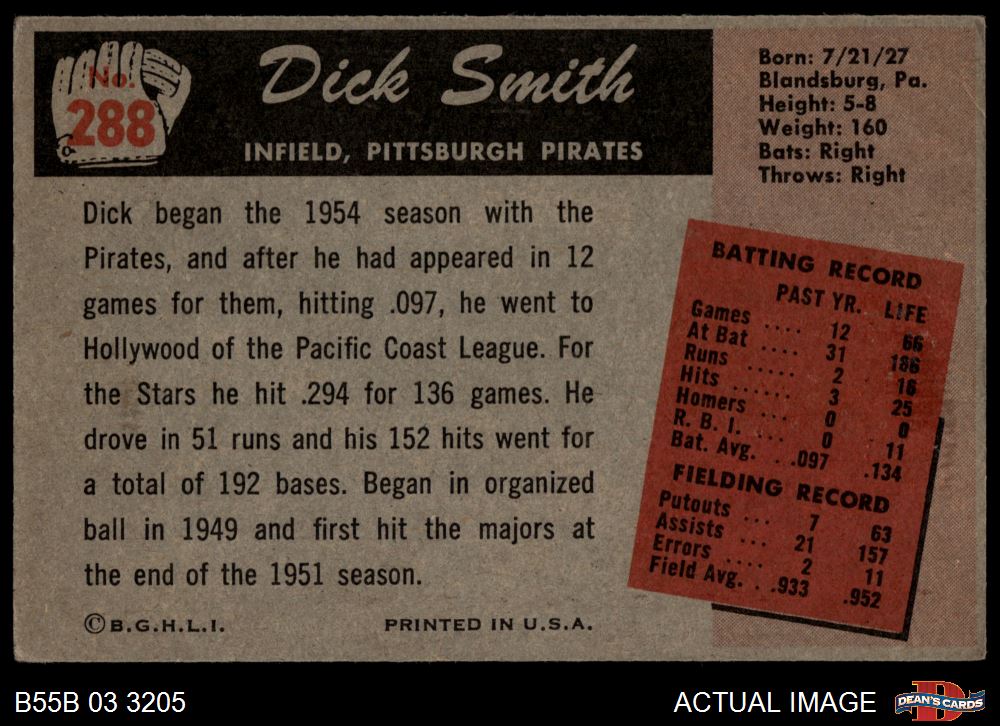 No.
288
Dick Smith
INFIELD, PITTSBURGH PIRATES
Born: 7/21/27
Blandsburg, Pa.
Height: 5-8
Weight: 160
Bats: Right
Throws: Right
Dick began the 1954 season with the
Pirates, and after he had appeared in 12
games for them, hitting .097, he went to
Hollywood of the Pacific Coast League. For
the Stars he hit .294 for 136 games. He
drove in 51 runs and his 152 hits went for
a total of 192 bases. Began in organized
ball in 1949 and first hit the majors at
the end of the 1951 season.
©B.G.H.L.I. PRINTED IN U.S.A.
BATTING RECORD
PAST YR. LIFE
Games .... 12 66
At Bat .... 31 186
Runs ..... 2 16
Hits ...... 3 25
Homers ... 0 0
R. B. I. .... 0 11
Bat. Avg. .. .097 .134
FIELDING RECORD
Putouts ... 7 63
Assists ... 21 157
Errors .... 2 11
Field Avg. . .933 .952
B55B 03 3205
ACTUAL IMAGE
D
DEAN'S CARDS